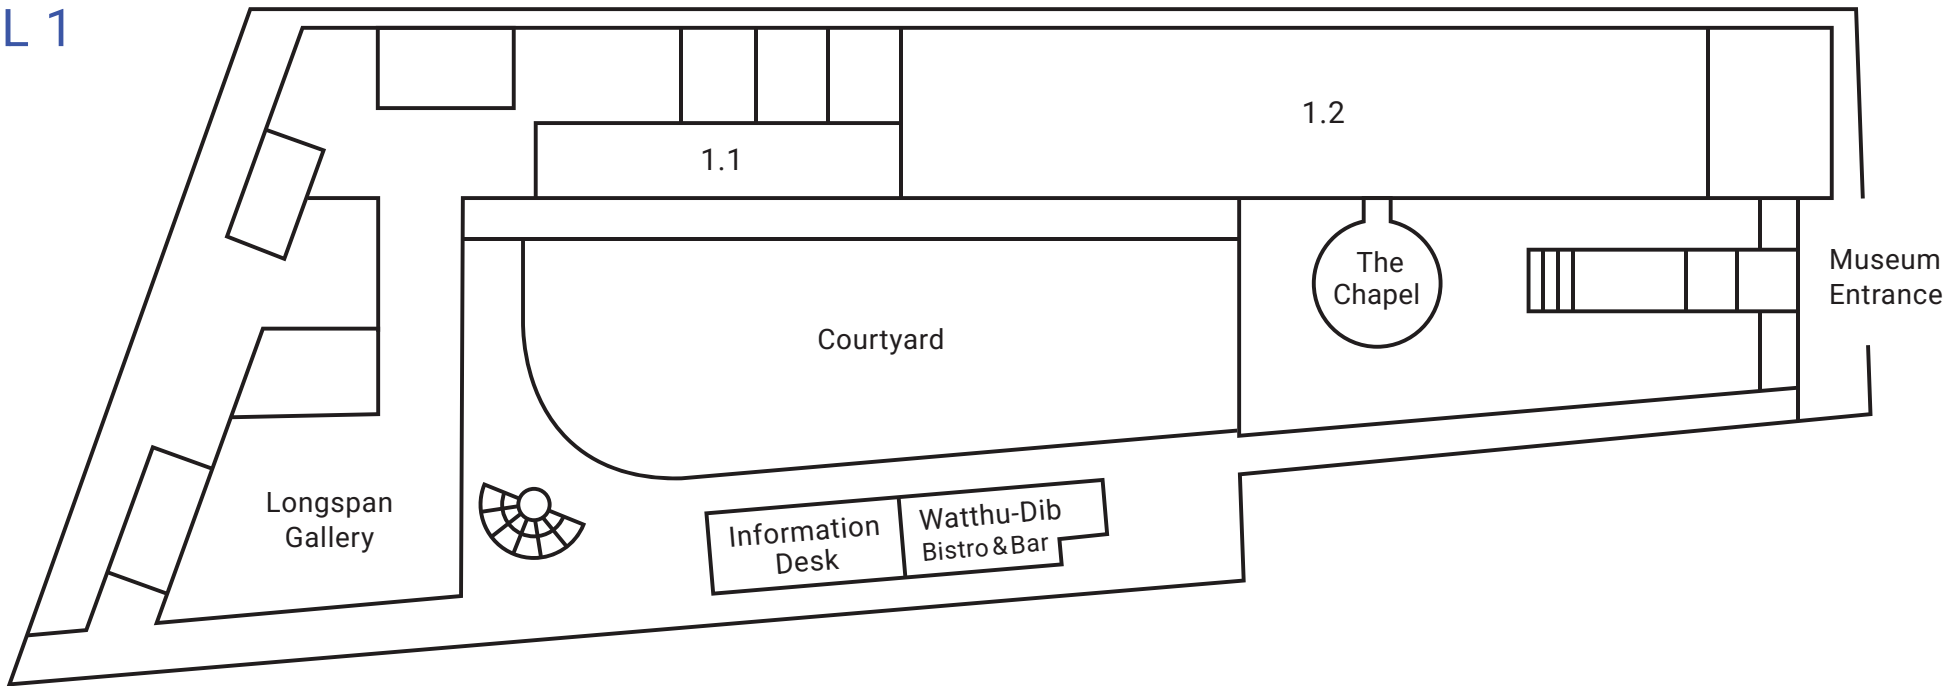 L 1
1.2
1.1
The
Chapel
Museum
Entrance
Courtyard
Longspan
Gallery
Information
Desk
Watthu-Dib
Bistro & Bar